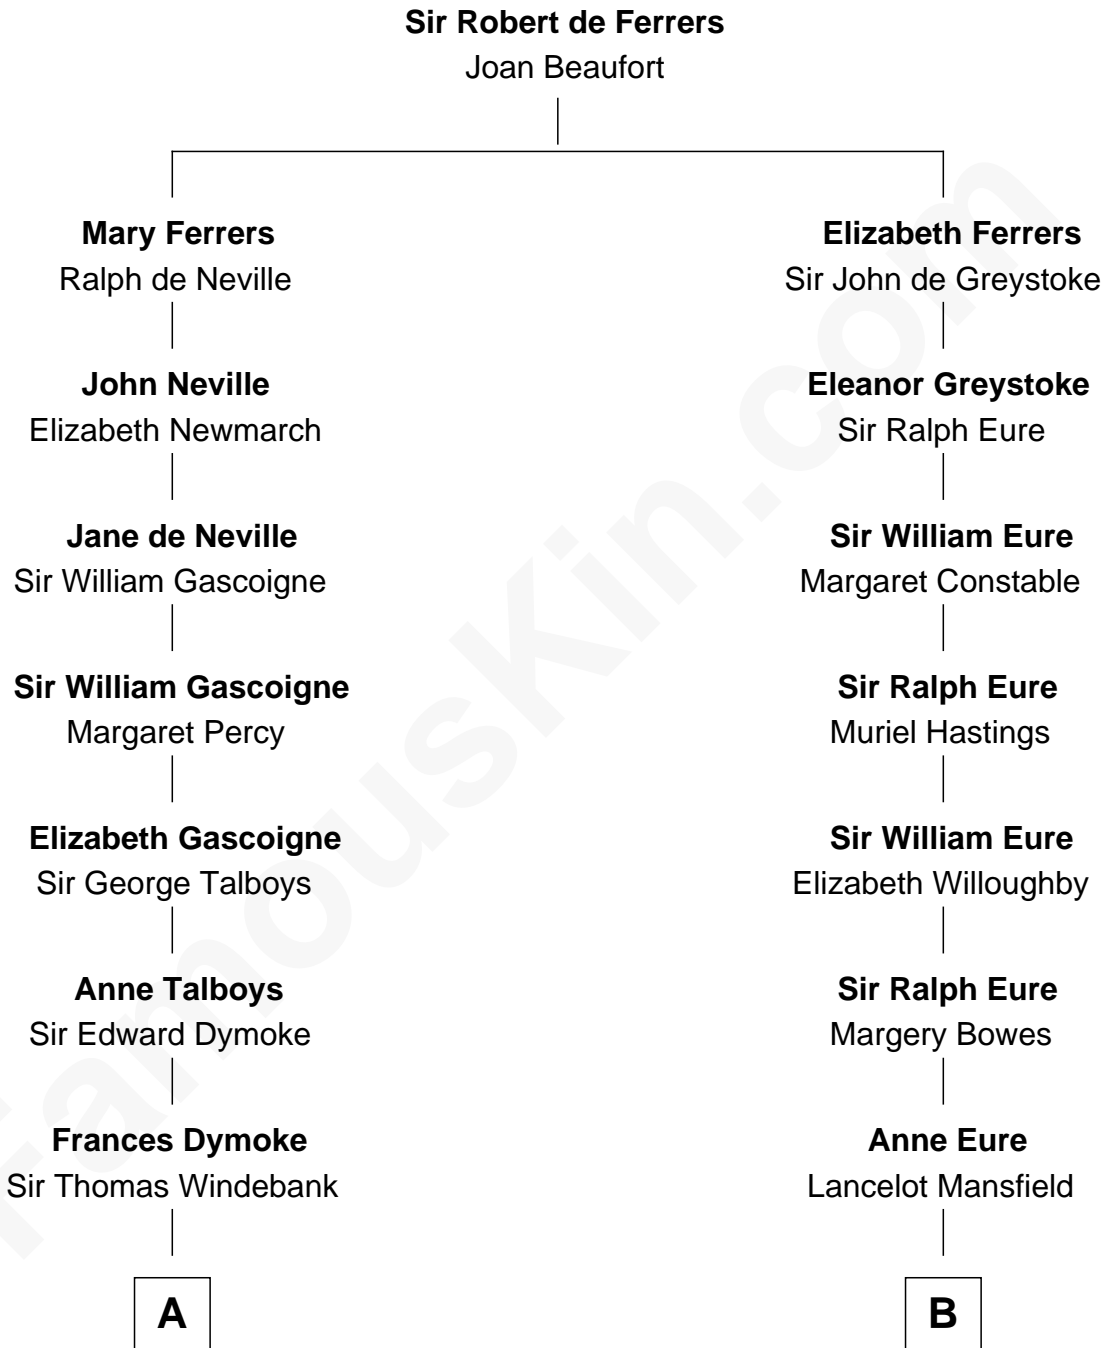 Sir Robert de Ferrers
Joan Beaufort
Mary Ferrers
Ralph de Neville
Elizabeth Ferrers
Sir John de Greystoke
John Neville
Elizabeth Newmarch
Eleanor Greystoke
Sir Ralph Eure
Jane de Neville
Sir William Gascoigne
Sir William Eure
Margaret Constable
Sir William Gascoigne
Margaret Percy
Sir Ralph Eure
Muriel Hastings
Elizabeth Gascoigne
Sir George Talboys
Sir William Eure
Elizabeth Willoughby
Anne Talboys
Sir Edward Dymoke
Sir Ralph Eure
Margery Bowes
Frances Dymoke
Sir Thomas Windebank
Anne Eure
Lancelot Mansfield
A
B
FamousKin.com